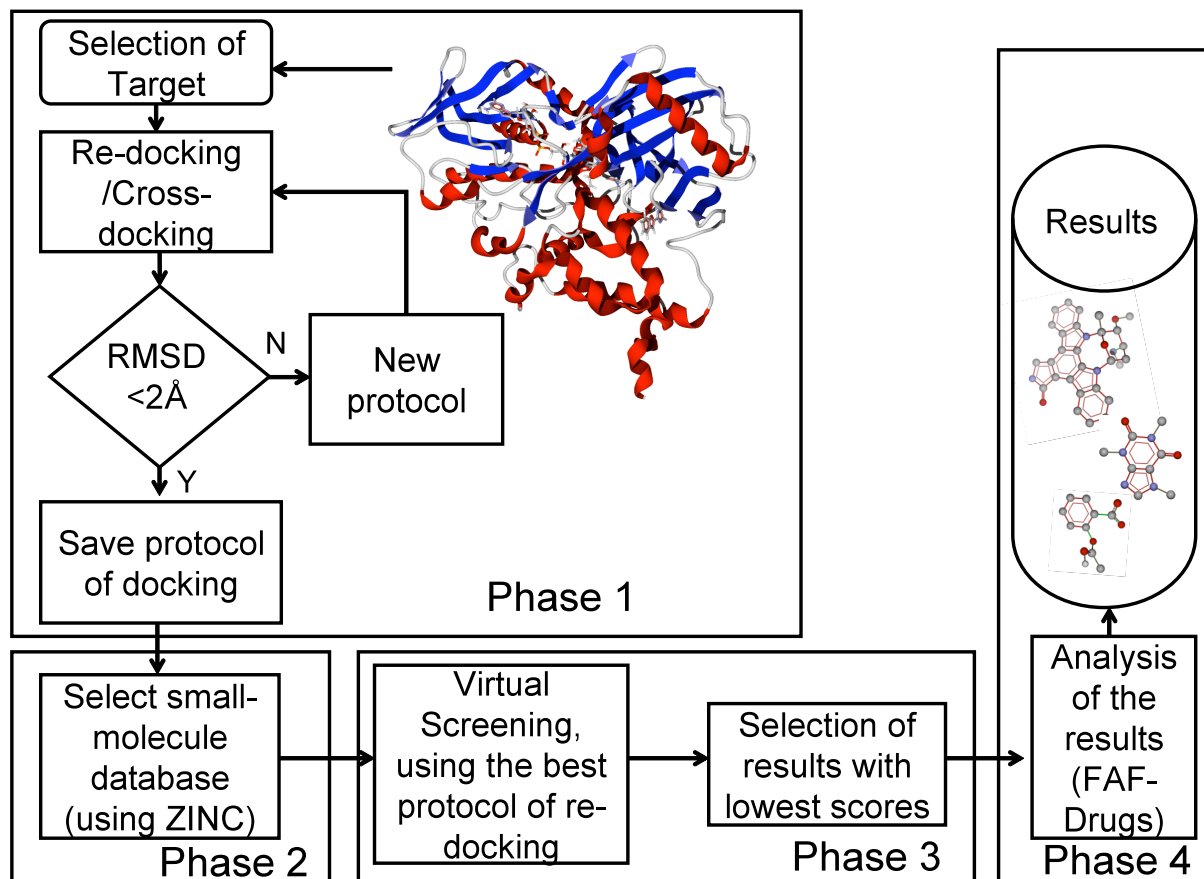 Selection of
Target
Re-docking
/Cross-
docking
RMSD
<2Å
N
New
protocol
Y
Save protocol
of docking
Phase 1
Select small-
molecule
database
(using ZINC)
Phase 2
Virtual
Screening,
using the best
protocol of re-
docking
Selection of
results with
lowest scores
Phase 3
Results
Analysis
of the
results
(FAF-
Drugs)
Phase 4